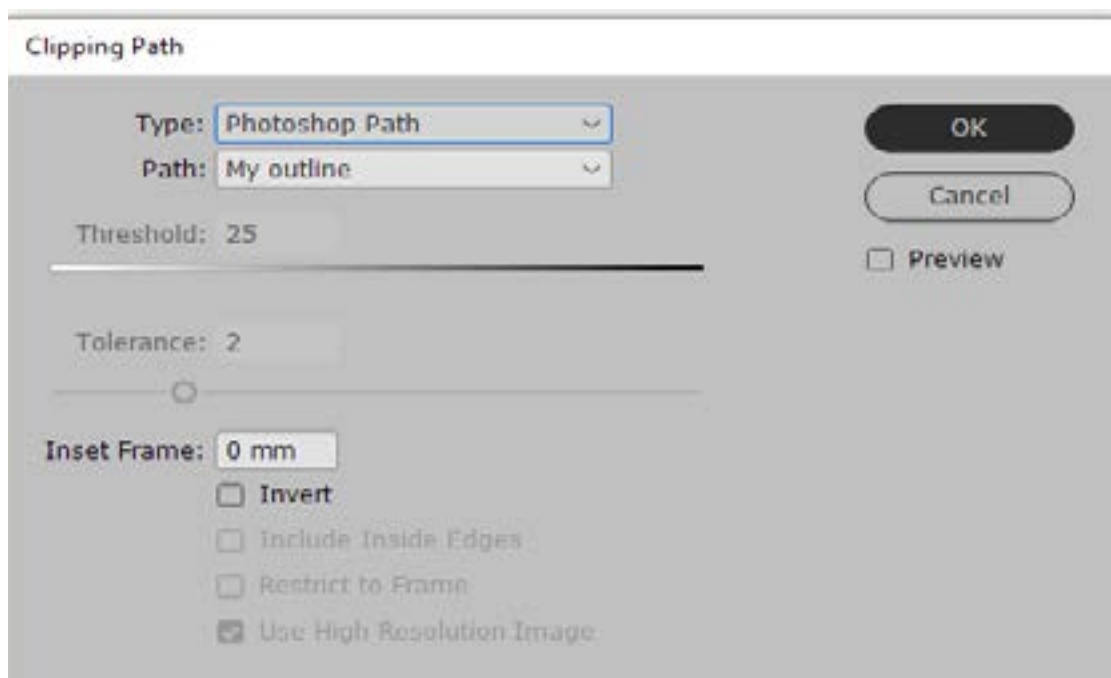 Clipping Path
Type: Photoshop Path
OK
Path: My outline
Cancel
Threshold: 25
Preview
Tolerance: 2
Inset Frame: 0 mm
Invert
Include Inside Edges
Restrict to Frame
Use High Resolution Image